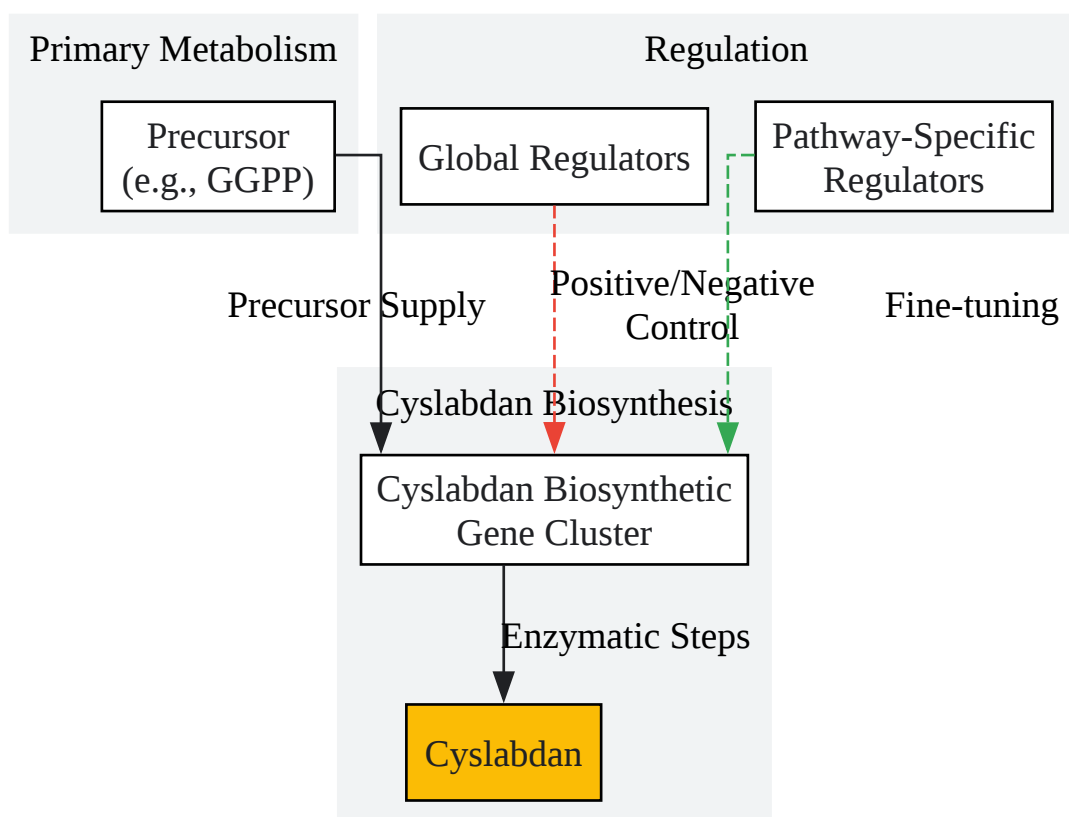 Primary Metabolism
Regulation
Precursor
(e.g., GGPP)
Global Regulators
Pathway-Specific
Regulators
Precursor Supply
Positive/Negative
Control
Fine-tuning
Cyslabdan Biosynthesis
Cyslabdan Biosynthetic
Gene Cluster
Enzymatic Steps
Cyslabdan